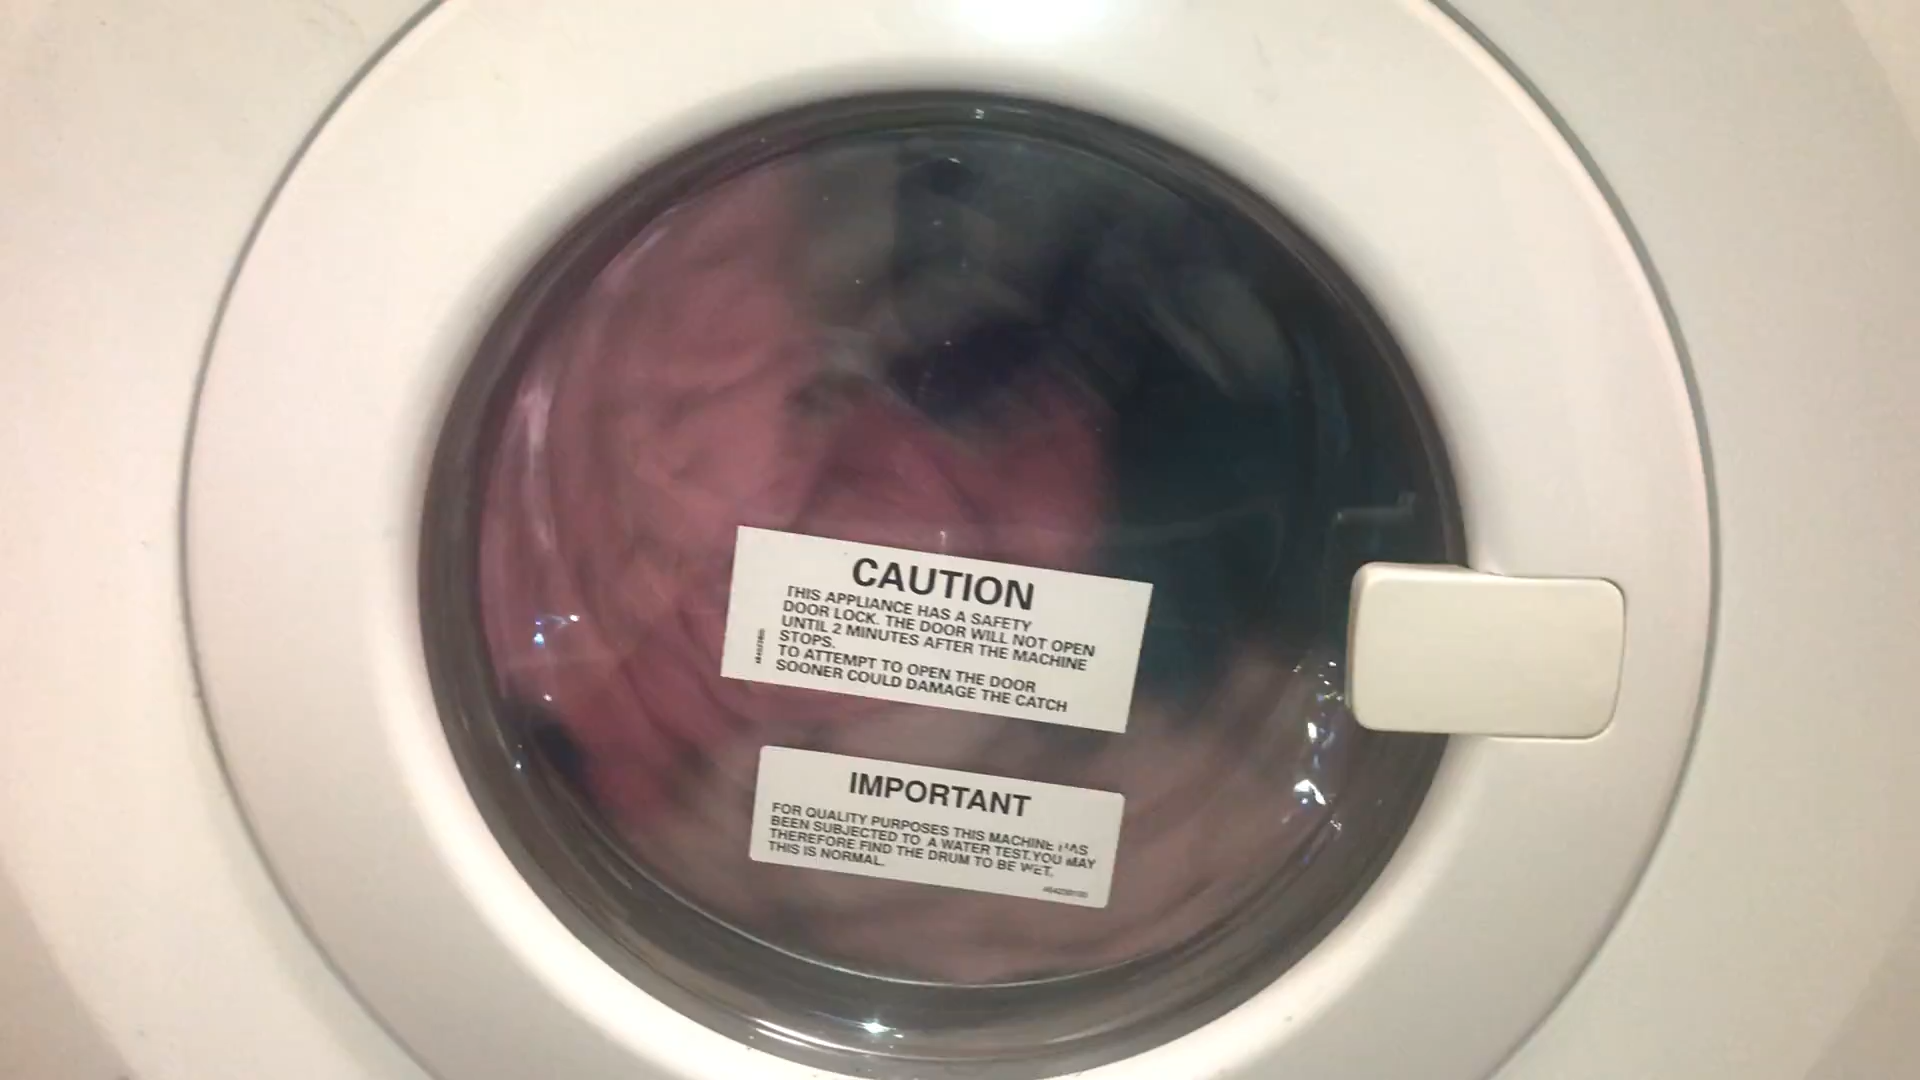 CAUTION
THIS APPLIANCE HAS A SAFETY
DOOR LOCK. THE DOOR WILL NOT OPEN
UNTIL 2 MINUTES AFTER THE MACHINE
STOPS.
TO ATTEMPT TO OPEN THE DOOR
SOONER COULD DAMAGE THE CATCH
IMPORTANT
FOR QUALITY PURPOSES THIS MACHINE HAS
BEEN SUBJECTED TO A WATER TEST.YOU MAY
THEREFORE FIND THE DRUM TO BE WET,
THIS IS NORMAL.